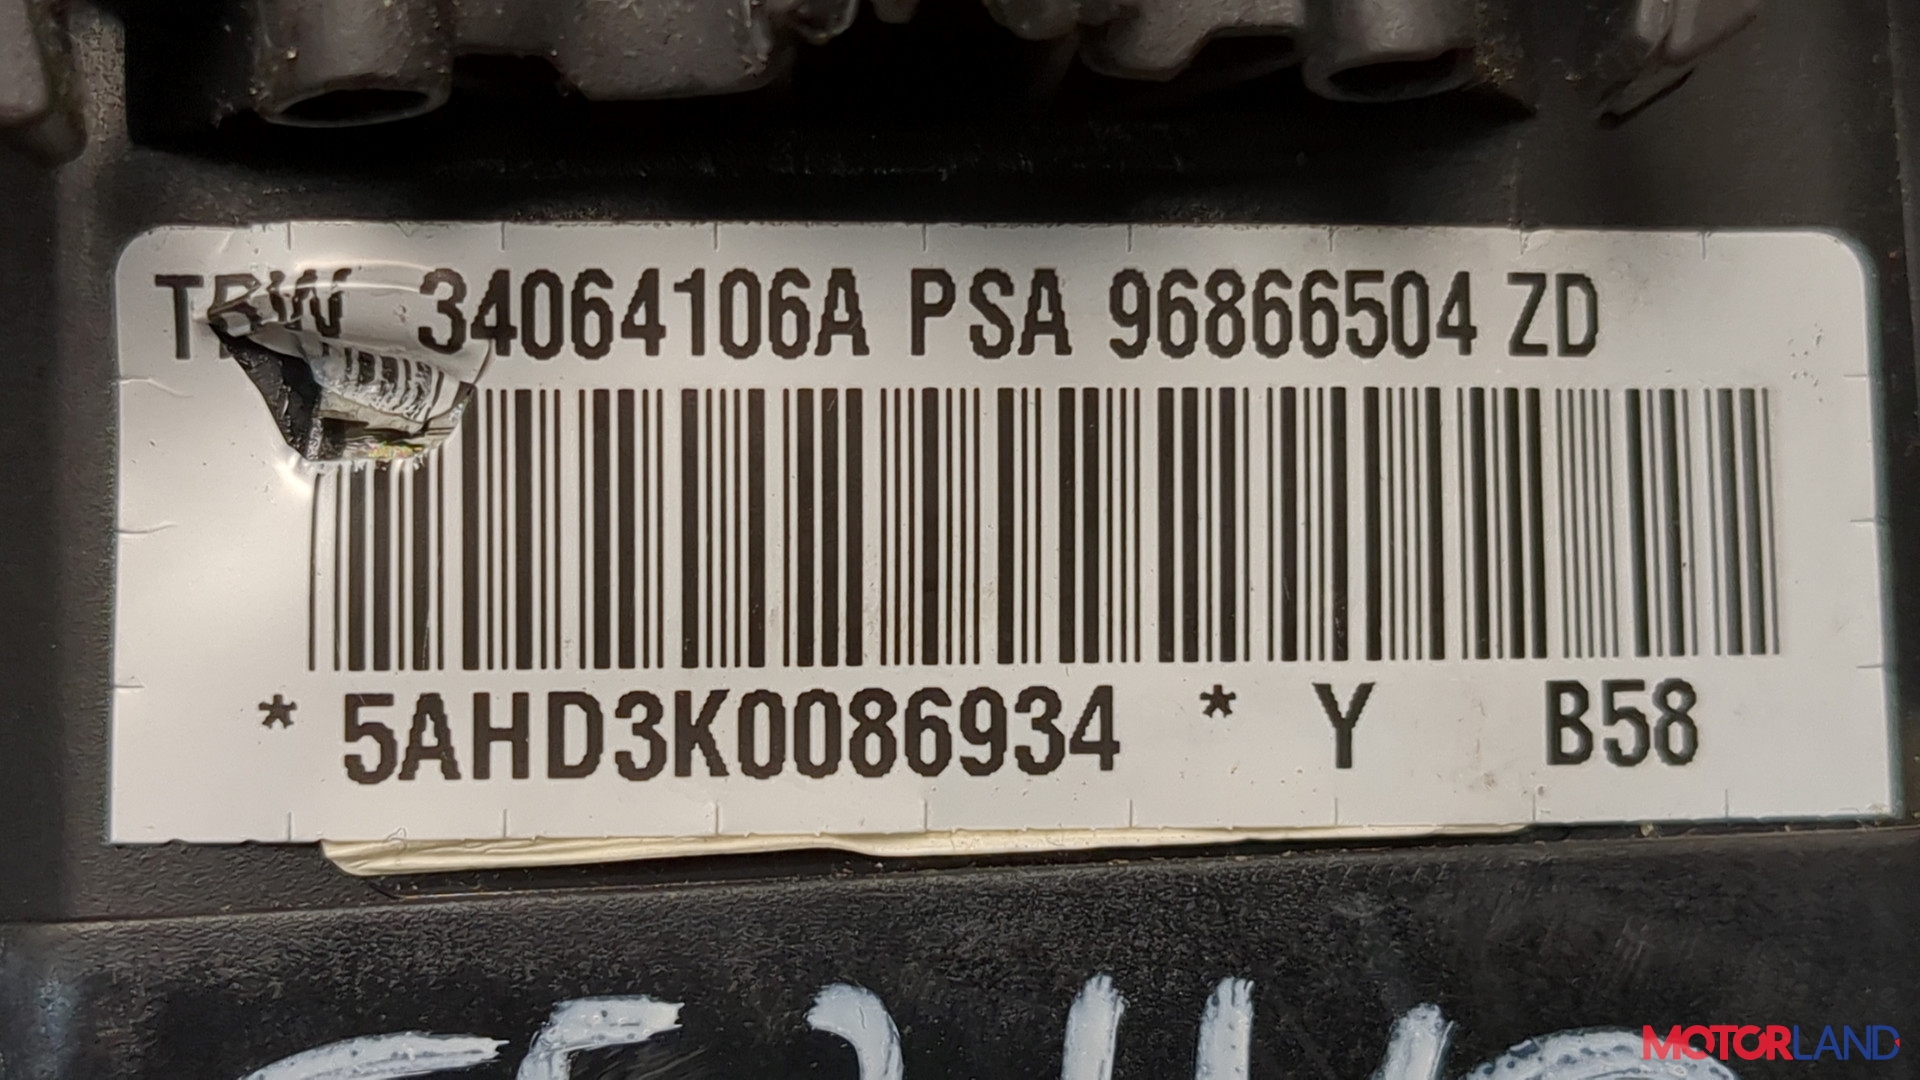 TRW 34064106A PSA 96866504 ZD
* 5AHD3K0086934 * Y B58
MOTORLAND